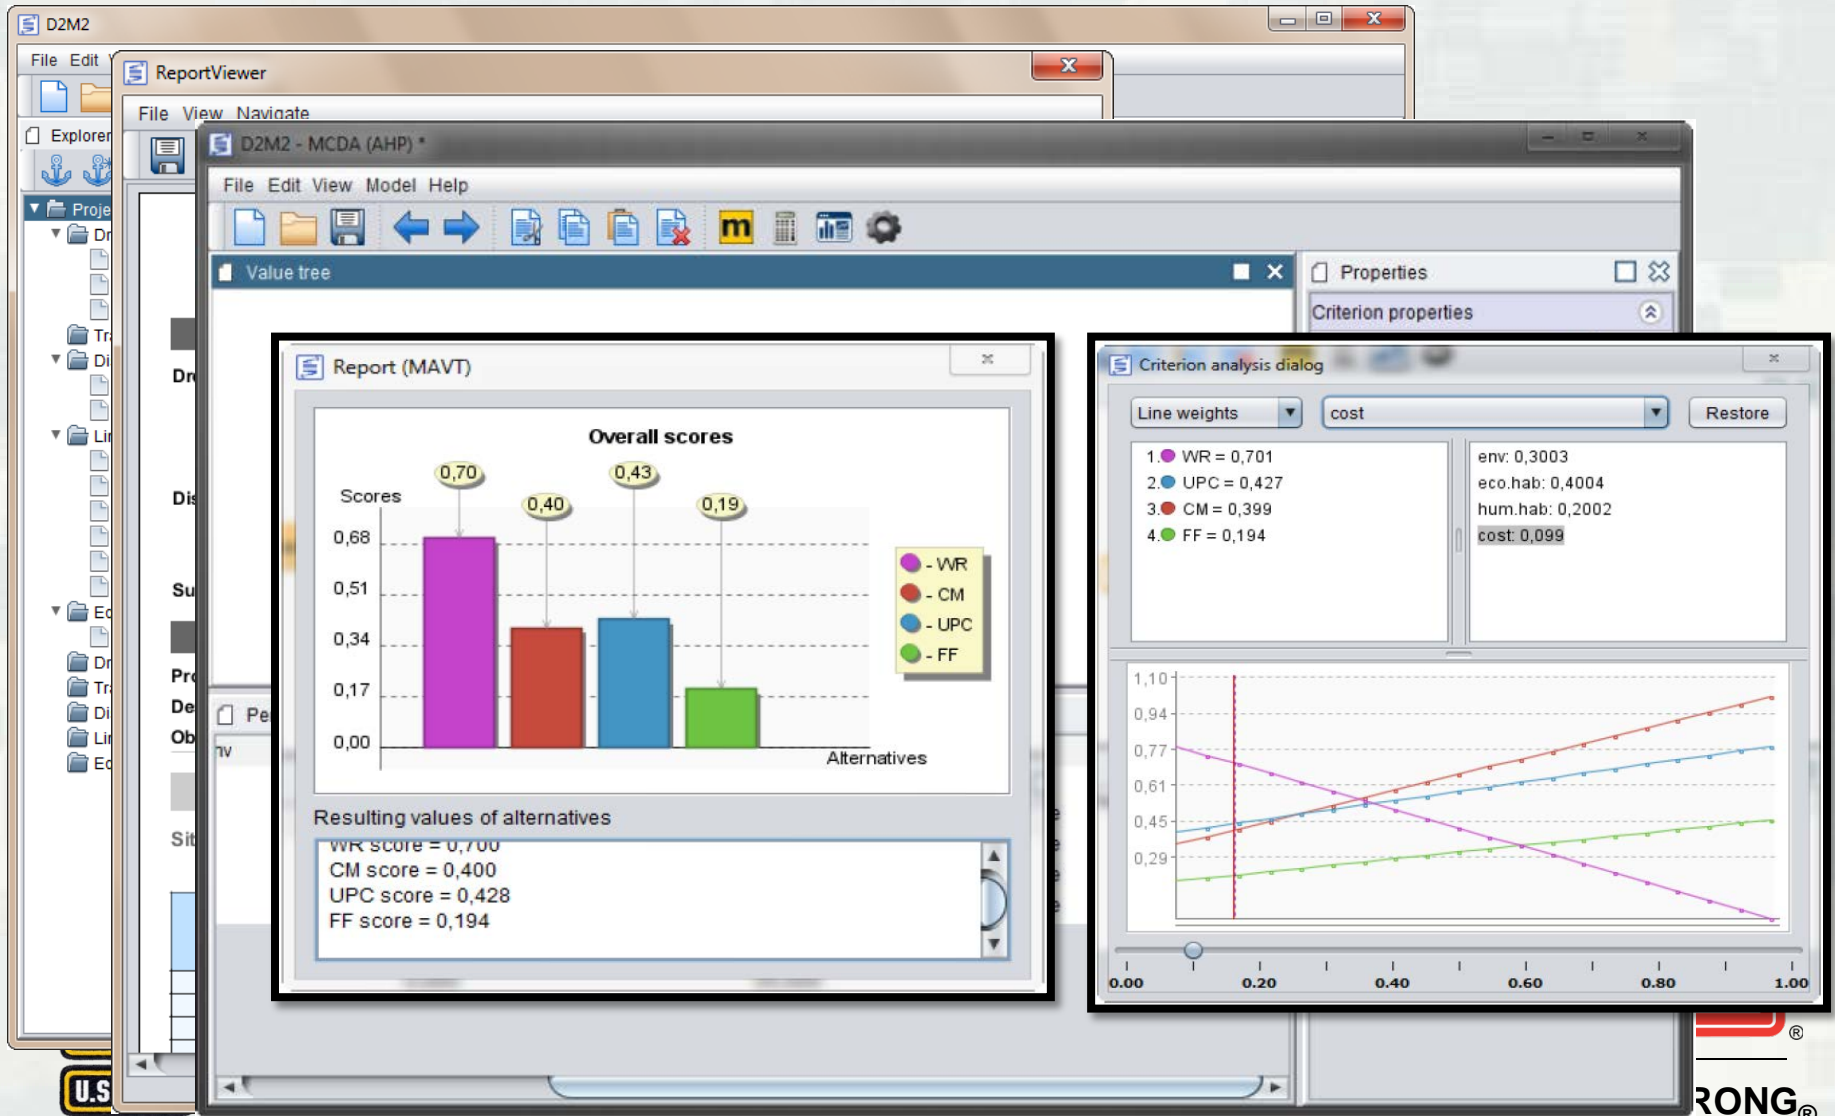 D2M2
File Edit
ReportViewer
File View Navigate
Explorer
D2M2 - MCDA (AHP) *
File Edit View Model Help
m
Value tree
Properties
Criterion properties
Report (MAVT)
Overall scores
Scores
0,70
0,40
0,43
0,19
0,68
0,51
0,34
0,17
0,00
Alternatives
- WR
- CM
- UPC
- FF
Resulting values of alternatives
WR score = 0,700
CM score = 0,400
UPC score = 0,428
FF score = 0,194
Criterion analysis dialog
Line weights
cost
Restore
1. WR = 0,701
2. UPC = 0,427
3. CM = 0,399
4. FF = 0,194
env: 0,3003
eco.hab: 0,4004
hum.hab: 0,2002
cost: 0,099
1,10
0,94
0,77
0,61
0,45
0,29
0.00 0.20 0.40 0.60 0.80 1.00
U.S
RONG®
®